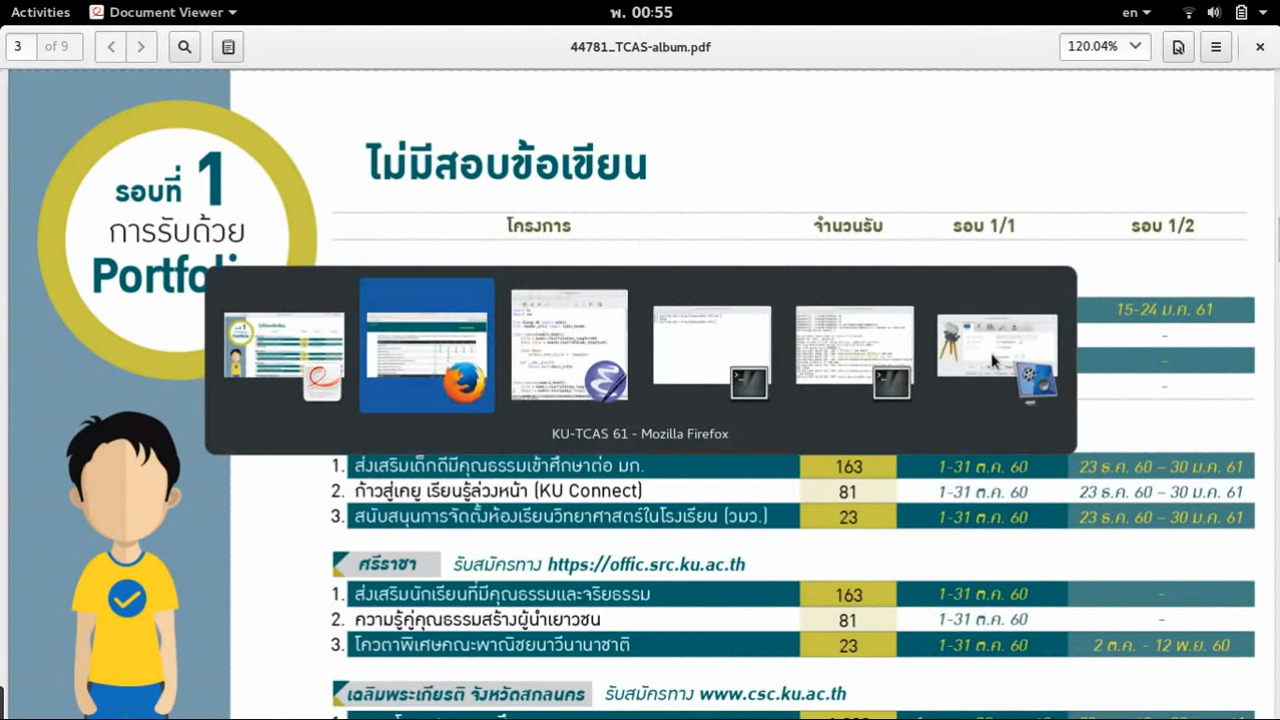 Activities Document Viewer พ. 00:55 en
3 of 9 44781_TCAS-album.pdf 120.04%
รอบที่ 1
การรับด้วย
ไม่มีสอบข้อเขียน
โครงการ จำนวนรับ รอบ 1/1 รอบ 1/2
15-24 ม.ค. 61
-
-
-
KU-TCAS 61 - Mozilla Firefox
1. ส่งเสริมเด็กดีมีคุณธรรมเข้าศึกษาต่อ มก. 163 1-31 ต.ค. 60 23 ธ.ค. 60 – 30 ม.ค. 61
2. ก้าวสู่เคยู เรียนรู้ล่วงหน้า (KU Connect) 81 1-31 ต.ค. 60 23 ธ.ค. 60 – 30 ม.ค. 61
3. สนับสนุนการจัดตั้งห้องเรียนวิทยาศาสตร์ในโรงเรียน (วมว.) 23 1-31 ต.ค. 60 23 ธ.ค. 60 – 30 ม.ค. 61
ศรีราชา รับสมัครทาง https://offic.src.ku.ac.th
1. ส่งเสริมนักเรียนที่มีคุณธรรมและจริยธรรม 163 1-31 ต.ค. 60 -
2. ความรู้คู่คุณธรรมสร้างผู้นำเยาวชน 81 1-31 ต.ค. 60 -
3. โควตาพิเศษคณะพาณิชยนาวีนานาชาติ 23 1-31 ต.ค. 60 2 ต.ค. - 12 พ.ย. 60
เฉลิมพระเกียรติ จังหวัดสกลนคร รับสมัครทาง www.csc.ku.ac.th